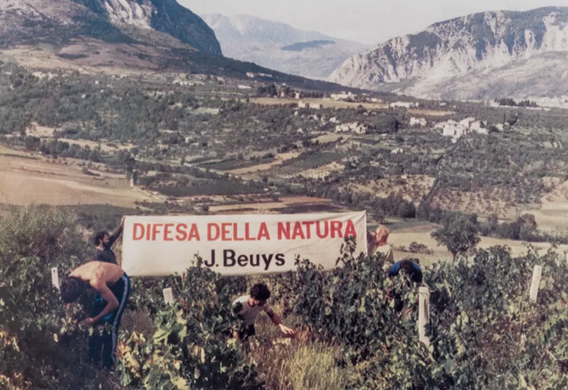 DIFESA DELLA NATURA
J. Beuys